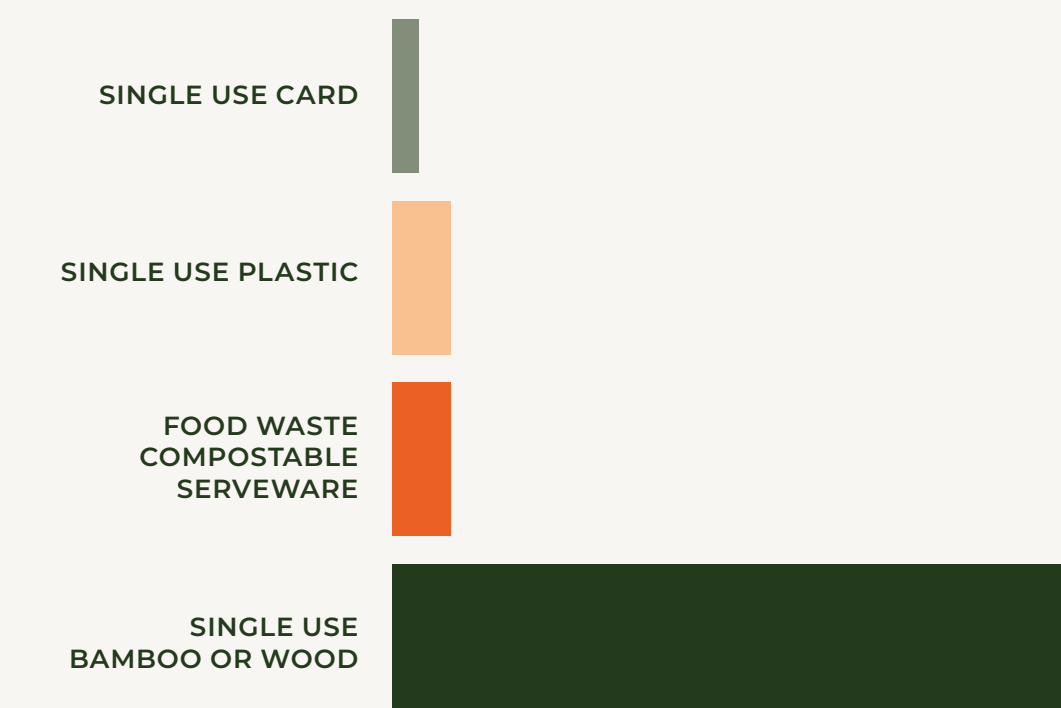 SINGLE USE CARD
SINGLE USE PLASTIC
FOOD WASTE
COMPOSTABLE
SERVEWARE
SINGLE USE
BAMBOO OR WOOD